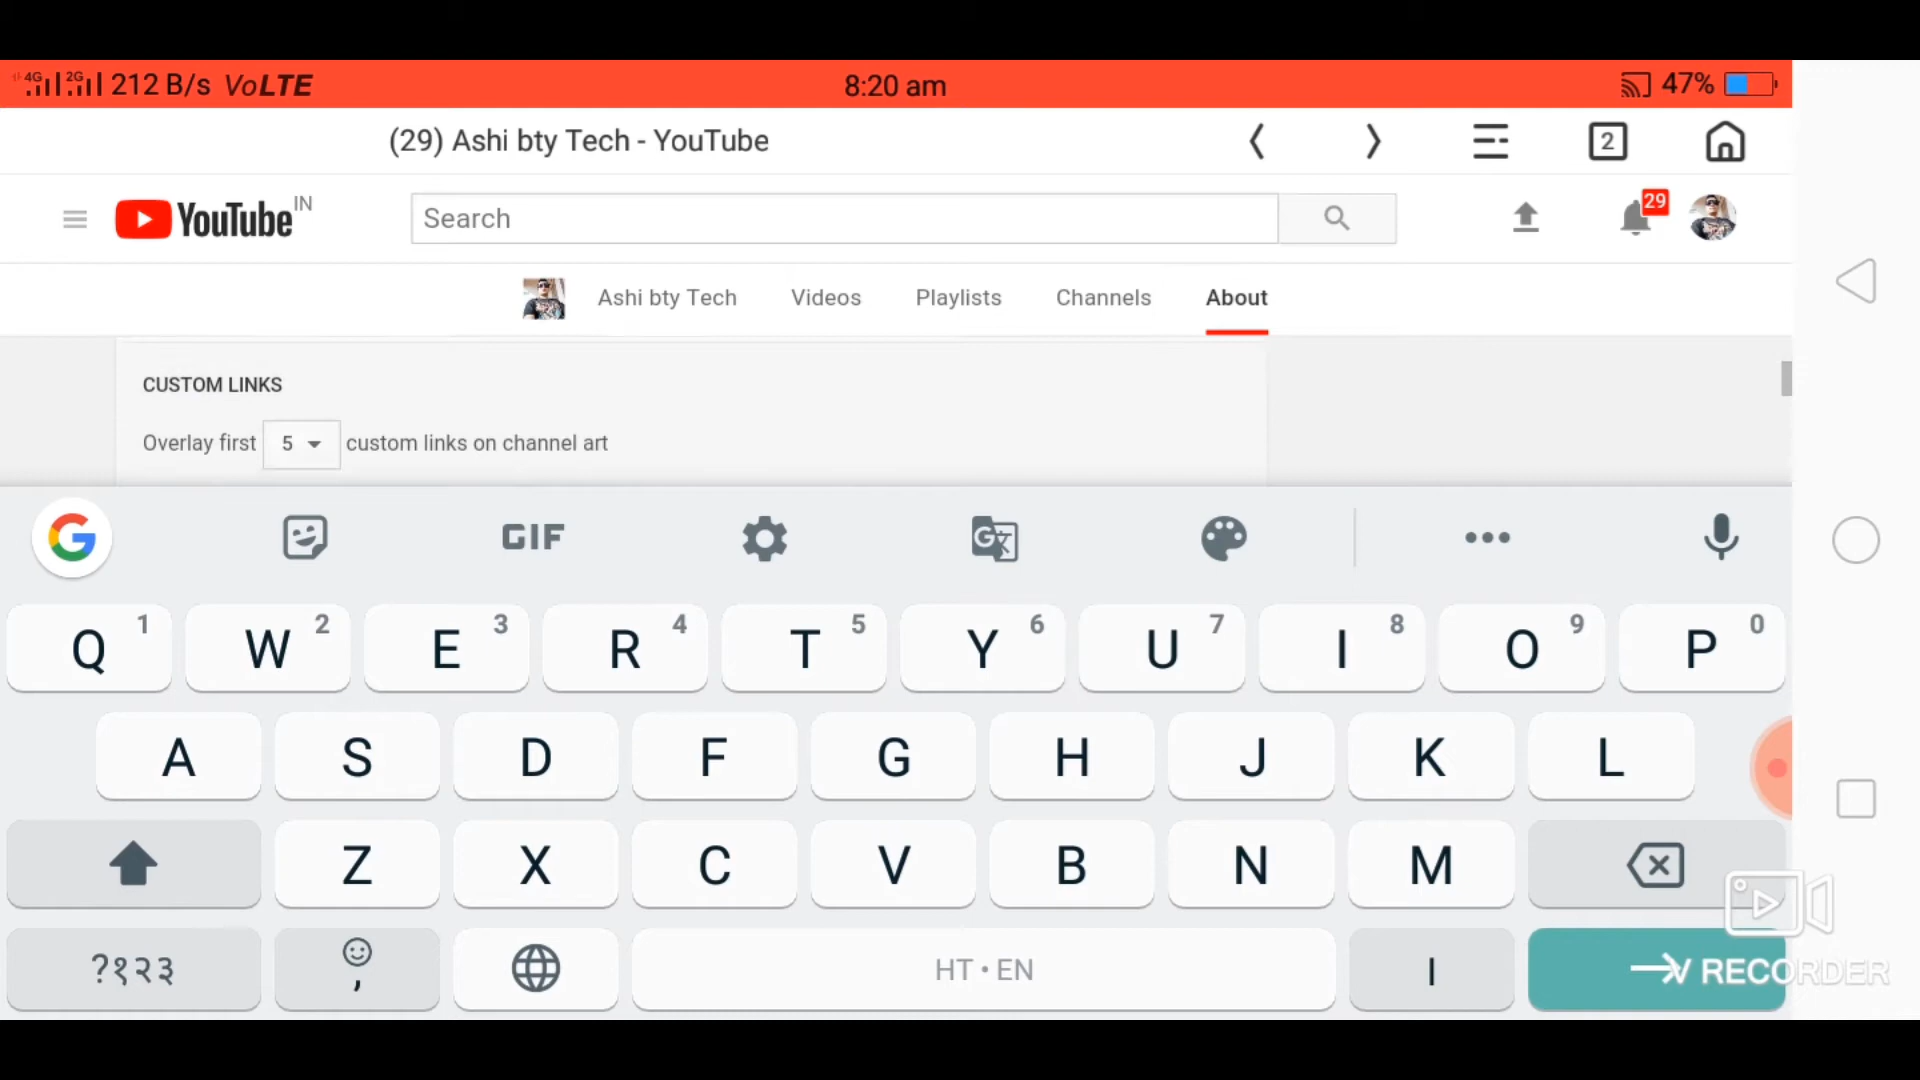 4G 2G 212 B/s VoLTE 8:20 am 47%
(29) Ashi bty Tech - YouTube 2
YouTube IN Search 29
Ashi bty Tech Videos Playlists Channels About
CUSTOM LINKS
Overlay first 5 custom links on channel art
G GIF G
Q 1 W 2 E 3 R 4 T 5 Y 6 U 7 I 8 O 9 P 0
A S D F G H J K L
Z X C V B N M
?१२३ , HT • EN । V RECORDER